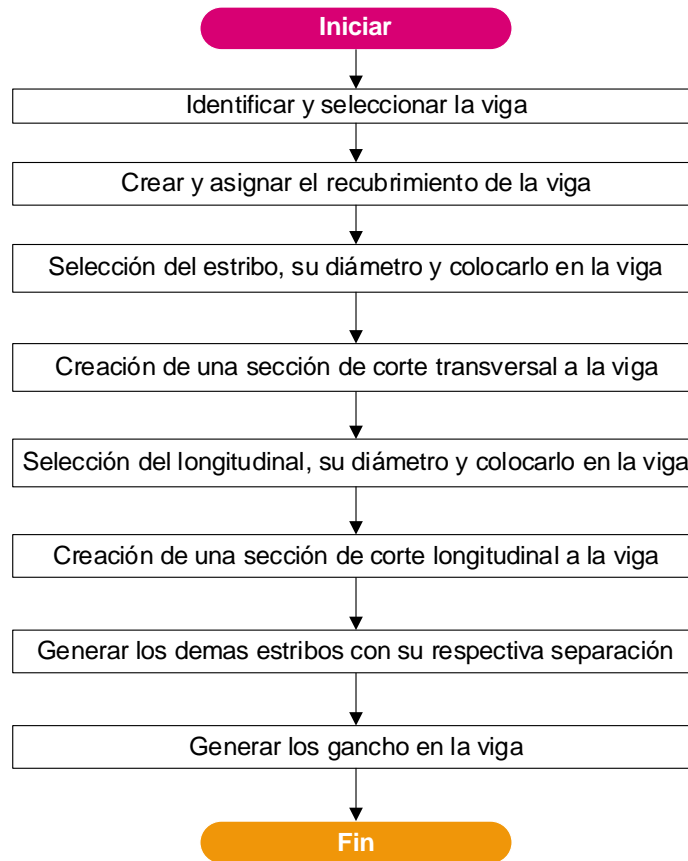 Iniciar
Identificar y seleccionar la viga
Crear y asignar el recubrimiento de la viga
Selección del estribo, su diámetro y colocarlo en la viga
Creación de una sección de corte transversal a la viga
Selección del longitudinal, su diámetro y colocarlo en la viga
Creación de una sección de corte longitudinal a la viga
Generar los demas estribos con su respectiva separación
Generar los gancho en la viga
Fin